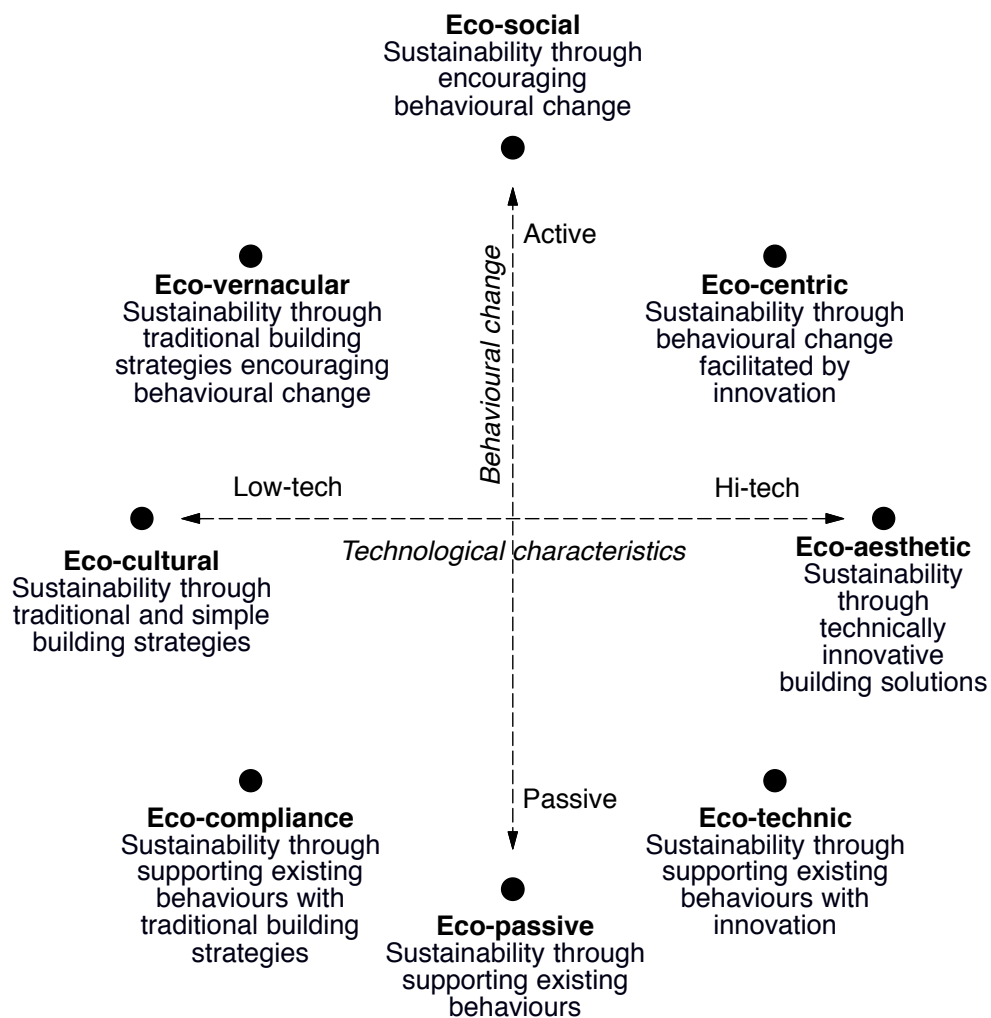 Eco-social
Sustainability through
encouraging
behavioural change
Active
Behavioural change
Eco-vernacular
Sustainability through
traditional building
strategies encouraging
behavioural change
Eco-centric
Sustainability through
behavioural change
facilitated by
innovation
Low-tech
Hi-tech
Technological characteristics
Eco-cultural
Sustainability through
traditional and simple
building strategies
Eco-aesthetic
Sustainability
through
technically
innovative
building solutions
Passive
Eco-compliance
Sustainability through
supporting existing
behaviours with
traditional building
strategies
Eco-passive
Sustainability through
supporting existing
behaviours
Eco-technic
Sustainability through
supporting existing
behaviours with
innovation